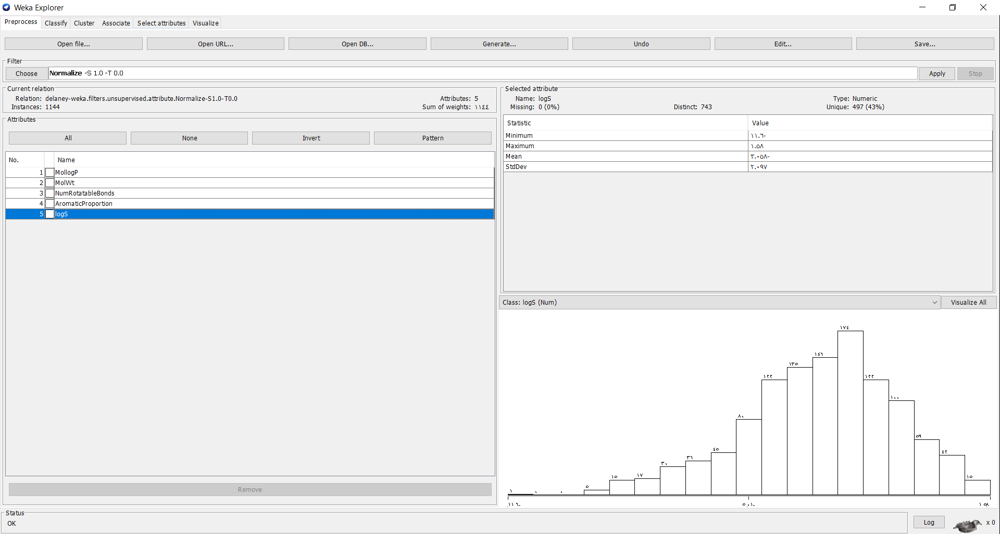 Weka Explorer
Preprocess Classify Cluster Associate Select attributes Visualize
Open file... Open URL... Open DB... Generate... Undo Edit... Save...
Filter
Choose Normalize -S 1.0 -T 0.0 Apply Stop
Current relation
Relation: delaney-weka.filters.unsupervised.attribute.Normalize-S1.0-T0.0 Attributes: 5
Instances: 1144 Sum of weights: ١١٤٤
Attributes
All None Invert Pattern
No. Name
1 MollogP
2 MolWt
3 NumRotatableBonds
4 AromaticProportion
5 logS
Remove
Selected attribute
Name: logS Type: Numeric
Missing: 0 (0%) Distinct: 743 Unique: 497 (43%)
Statistic Value
Minimum ١١.٦-
Maximum ١.٥٨
Mean ٣.٠٥٨-
StdDev ٢.٠٩٧
Class: logS (Num) Visualize All
١ ٠ ٠ ٥ ١٥ ١٧ ٣٠ ٣٦ ٤٥ ٨٠ ١٢٢ ١٣٥ ١٤٦ ١٧٤ ١٢٢ ١٠٠ ٥٩ ٤٢ ١٥
١١.٦- ٥.٠١- ١.٥٨
Status
OK Log x 0